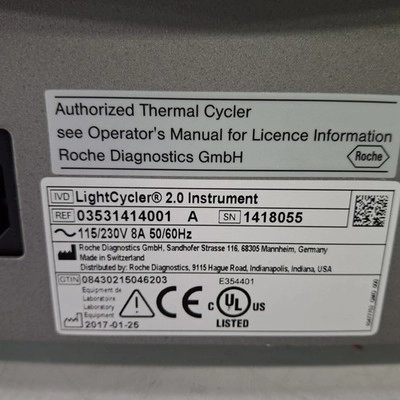 Authorized Thermal Cycler
see Operator's Manual for Licence Information
Roche Diagnostics GmbH
Roche
IVD LightCycler® 2.0 Instrument
REF 03531414001 A SN 1418055
115/230V 8A 50/60Hz
Roche Diagnostics GmbH, Sandhofer Strasse 116, 68305 Mannheim, Germany
Made in Switzerland
Distributed by: Roche Diagnostics, 9115 Hague Road, Indianapolis, Indiana, USA
GTIN 08430215046203
E354401
Equipment de
Laboratoire /
Laboratory
Equipment
2017-01-25
CE
c UL us
LISTED